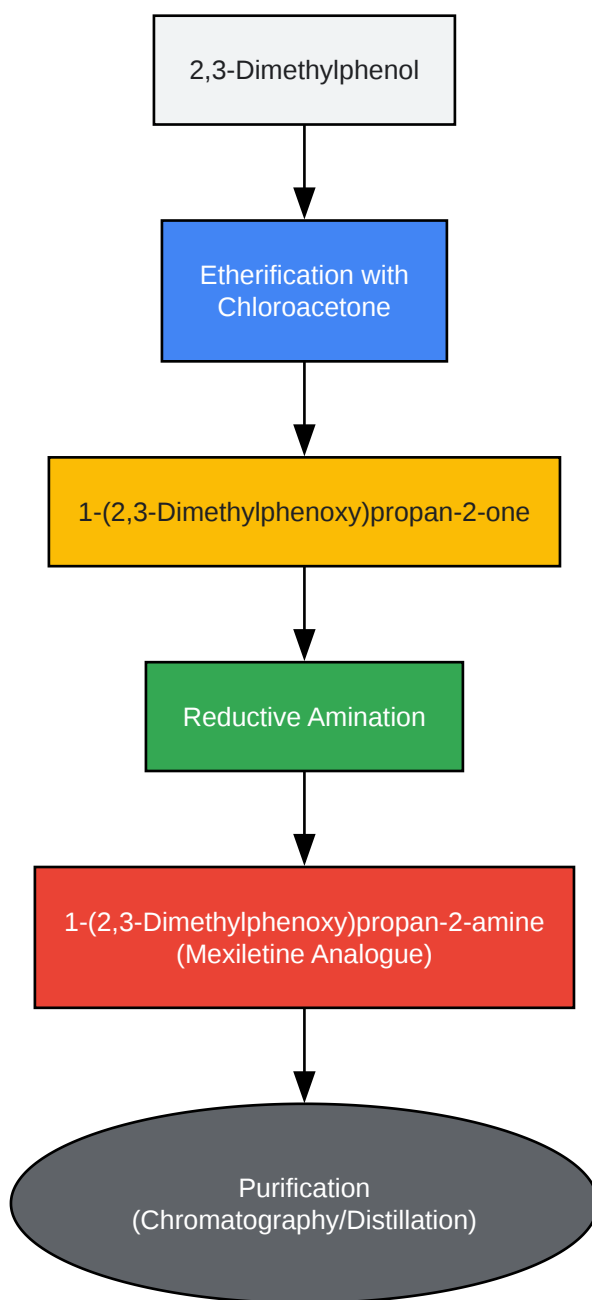 2,3-Dimethylphenol
Etherification with
Chloroacetone
1-(2,3-Dimethylphenoxy)propan-2-one
Reductive Amination
1-(2,3-Dimethylphenoxy)propan-2-amine
(Mexiletine Analogue)
Purification
(Chromatography/Distillation)